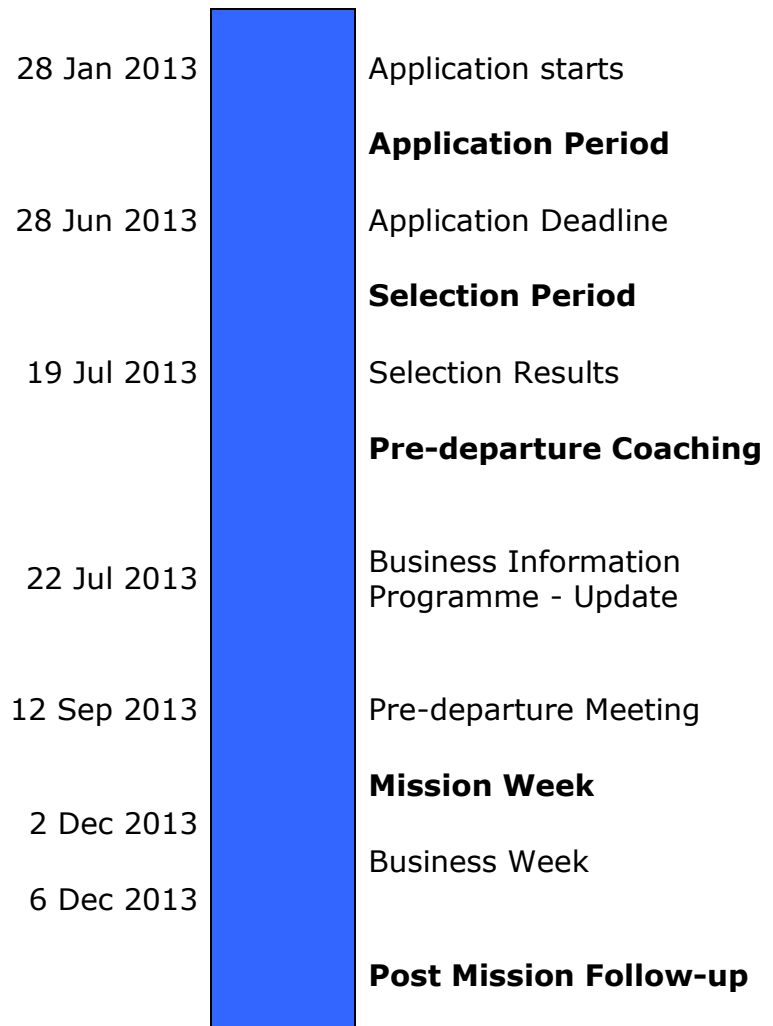 28 Jan 2013 Application starts
Application Period
28 Jun 2013 Application Deadline
Selection Period
19 Jul 2013 Selection Results
Pre-departure Coaching
22 Jul 2013 Business Information
Programme - Update
12 Sep 2013 Pre-departure Meeting
Mission Week
2 Dec 2013
Business Week
6 Dec 2013
Post Mission Follow-up